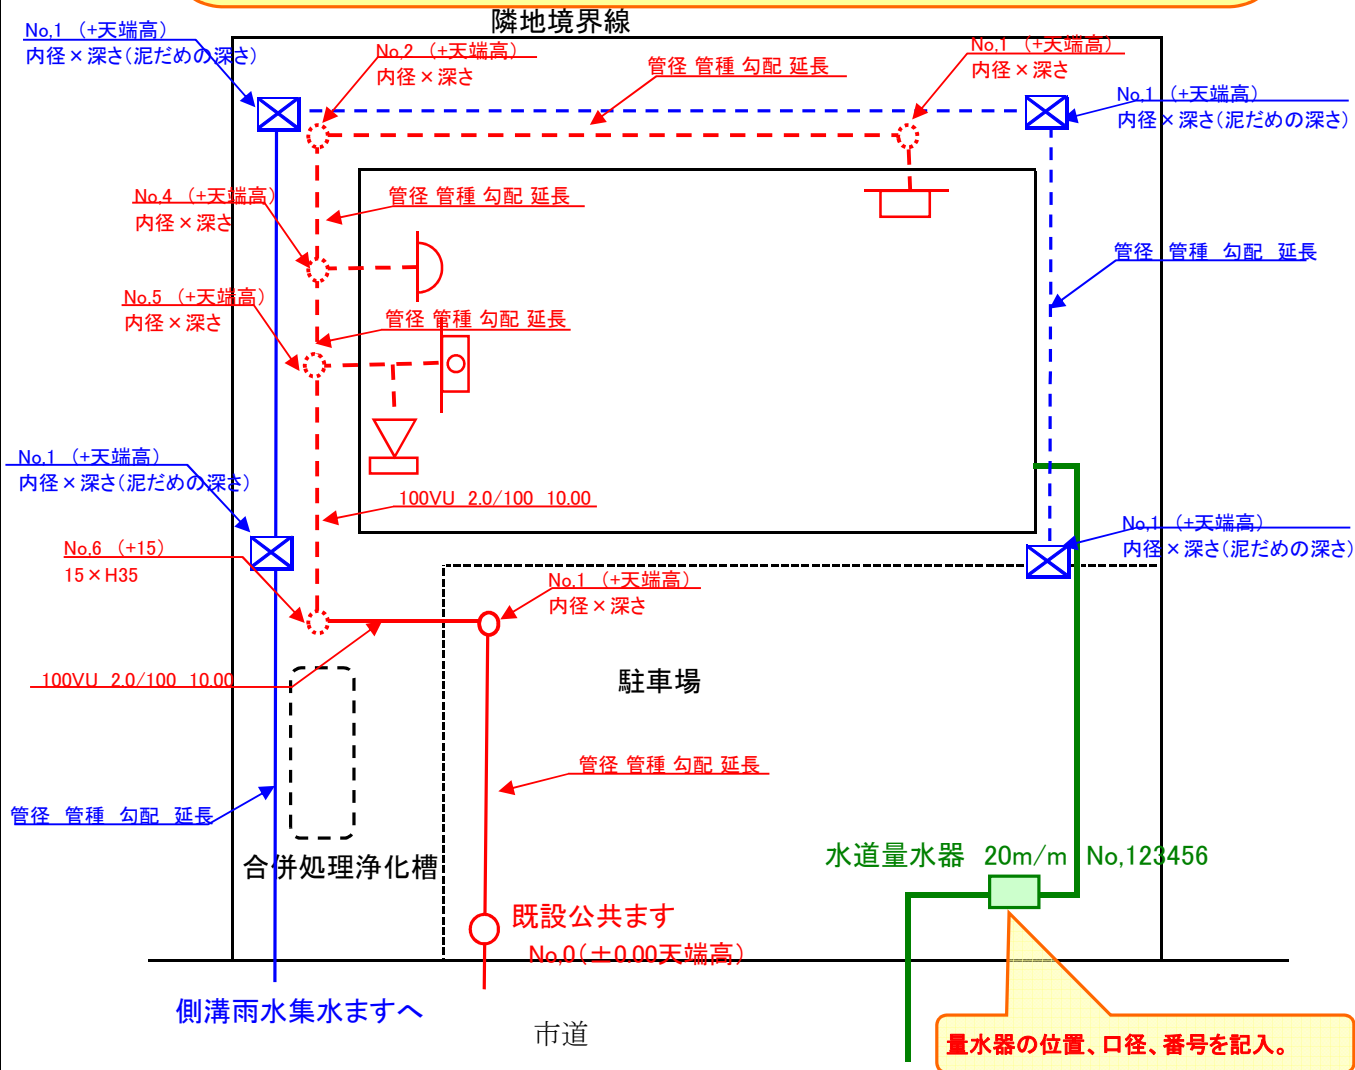 隣地境界線
No,1 (+天端高)
内径×深さ(泥だめの深さ)
No,2 (+天端高)
内径×深さ
管径 管種 勾配 延長
No,1 (+天端高)
内径×深さ
No,1 (+天端高)
内径×深さ(泥だめの深さ)
No,4 (+天端高)
内径×深さ
管径 管種 勾配 延長
管径 管種 勾配 延長
No,5 (+天端高)
内径×深さ
管径 管種 勾配 延長
No,1 (+天端高)
内径×深さ(泥だめの深さ)
100VU 2.0/100 10.00
No,1 (+天端高)
内径×深さ(泥だめの深さ)
No,6 (+15)
15×H35
No,1 (+天端高)
内径×深さ
100VU 2.0/100 10.00
駐車場
管径 管種 勾配 延長
管径 管種 勾配 延長
合併処理浄化槽
水道量水器 20m/m No,123456
既設公共ます
No,0(±0.00天端高)
側溝雨水集水ますへ
市道
量水器の位置、口径、番号を記入。